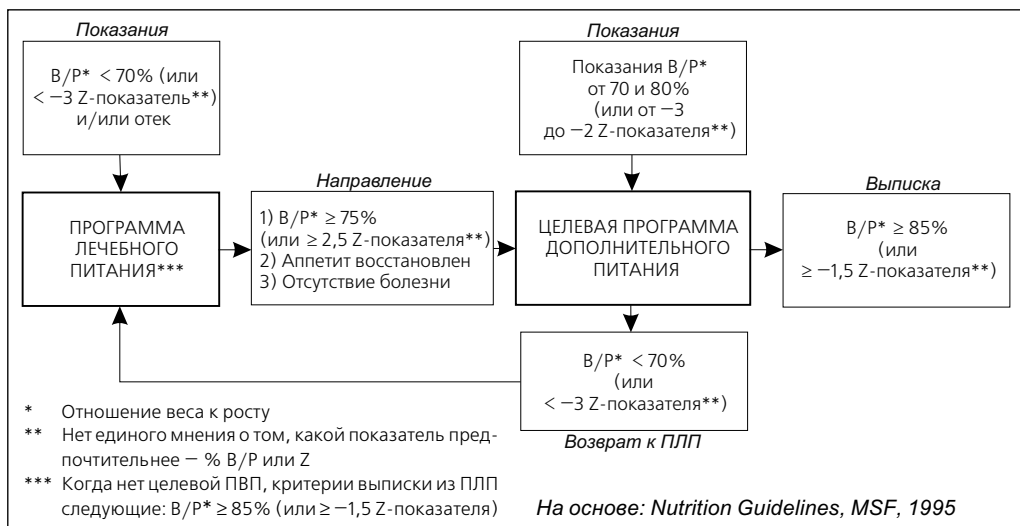 Показания
В/Р* < 70% (или
< −3 Z-показатель**)
и/или отек
Показания
Показания В/Р*
от 70 и 80%
(или от −3
до −2 Z-показателя**)
ПРОГРАММА
ЛЕЧЕБНОГО
ПИТАНИЯ***
Направление
1) В/Р* ≥ 75%
(или ≥ 2,5 Z-показателя**)
2) Аппетит восстановлен
3) Отсутствие болезни
ЦЕЛЕВАЯ ПРОГРАММА
ДОПОЛНИТЕЛЬНОГО
ПИТАНИЯ
Выписка
В/Р* ≥ 85%
(или
≥ −1,5 Z-показателя**)
В/Р* < 70%
(или
< −3 Z-показателя**)
Возврат к ПЛП
* Отношение веса к росту
** Нет единого мнения о том, какой показатель пред-
почтительнее − % В/Р или Z
*** Когда нет целевой ПВП, критерии выписки из ПЛП
следующие: В/Р* ≥ 85% (или ≥ −1,5 Z-показателя)
На основе: Nutrition Guidelines, MSF, 1995